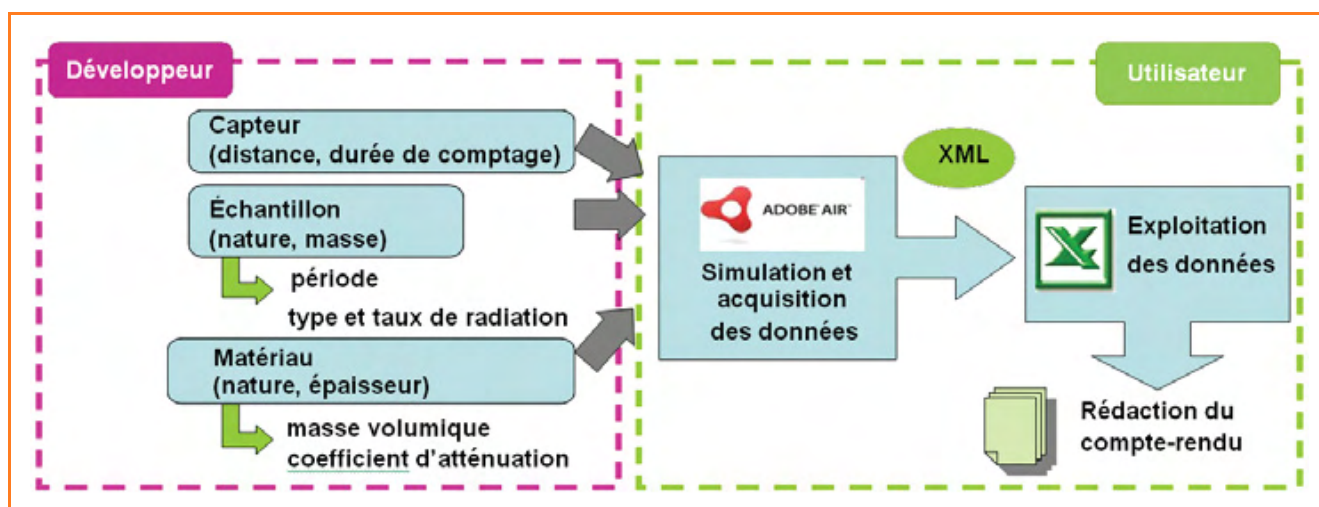 Développeur
Capteur
(distance, durée de comptage)
Échantillon
(nature, masse)
période
type et taux de radiation
Matériau
(nature, épaisseur)
masse volumique
coefficient d'atténuation
Utilisateur
ADOBE AIR
Simulation et
acquisition
des données
XML
Exploitation
des données
Rédaction du
compte-rendu